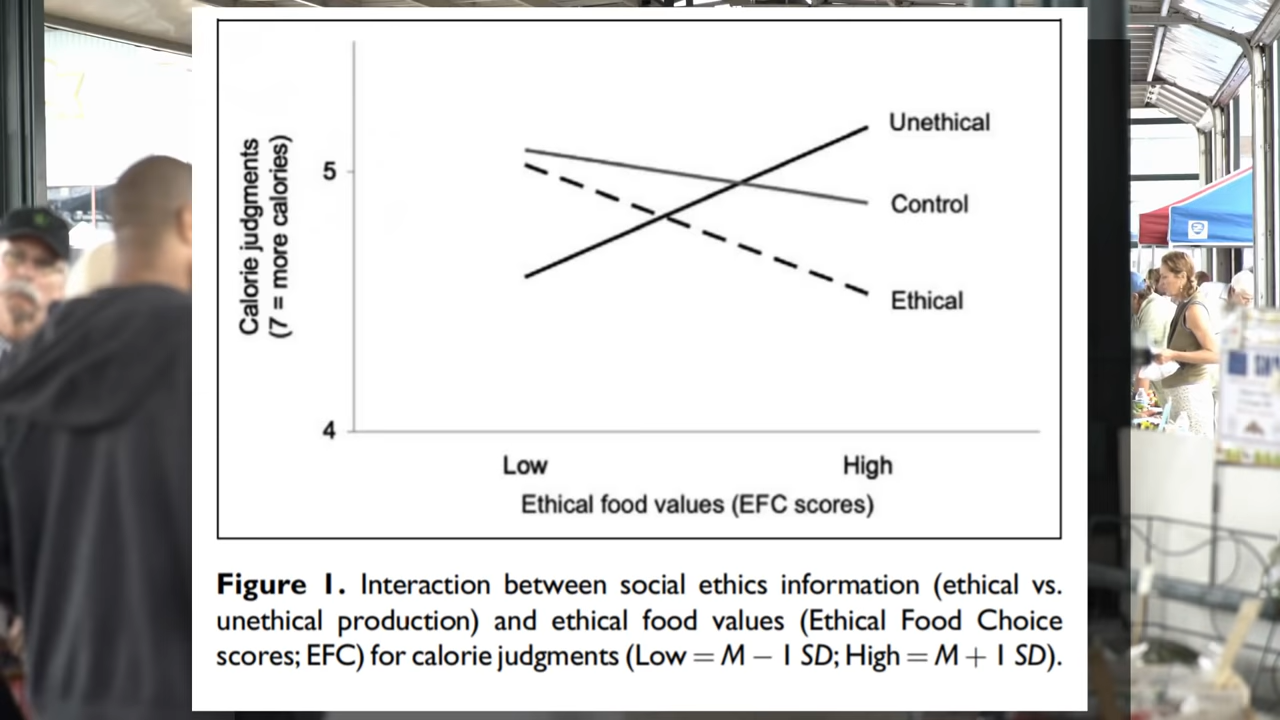 Unethical
5
Control
Calorie judgments
(7 = more calories)
Ethical
4
Low High
Ethical food values (EFC scores)
Figure 1. Interaction between social ethics information (ethical vs.
unethical production) and ethical food values (Ethical Food Choice
scores; EFC) for calorie judgments (Low = M − 1 SD; High = M + 1 SD).